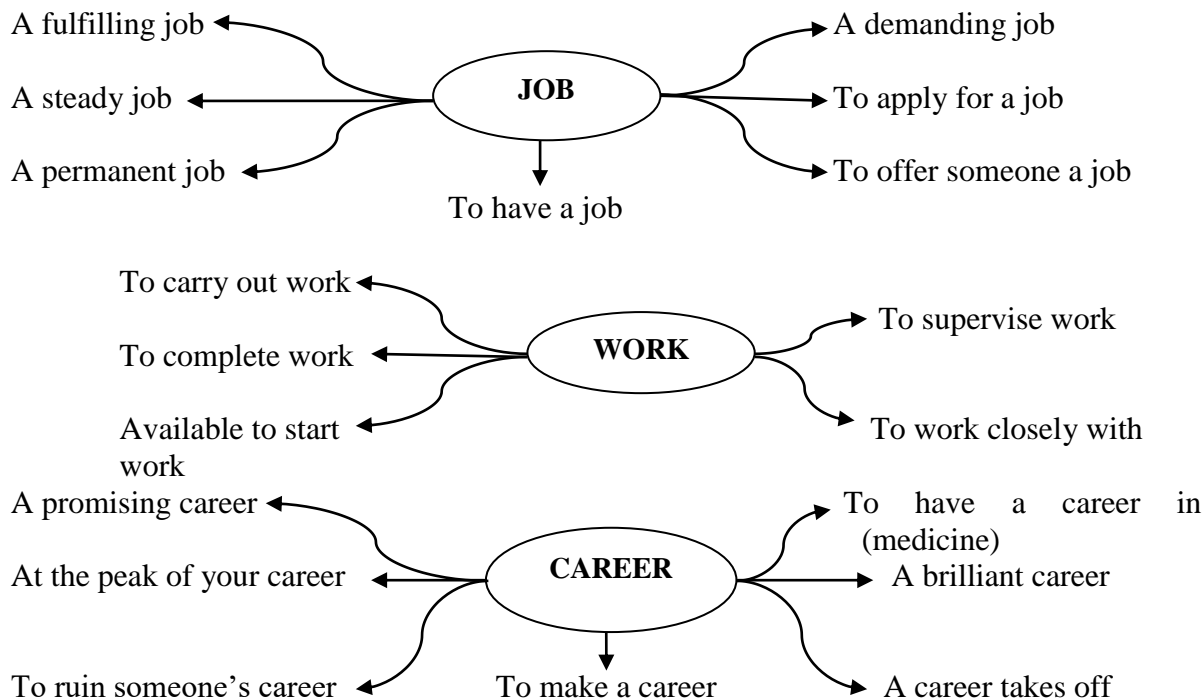 A fulfilling job
A demanding job
JOB
A steady job
To apply for a job
A permanent job
To offer someone a job
To have a job
To carry out work
To supervise work
WORK
To complete work
Available to start
work
To work closely with
A promising career
To have a career in
(medicine)
CAREER
At the peak of your career
A brilliant career
To ruin someone’s career
To make a career
A career takes off